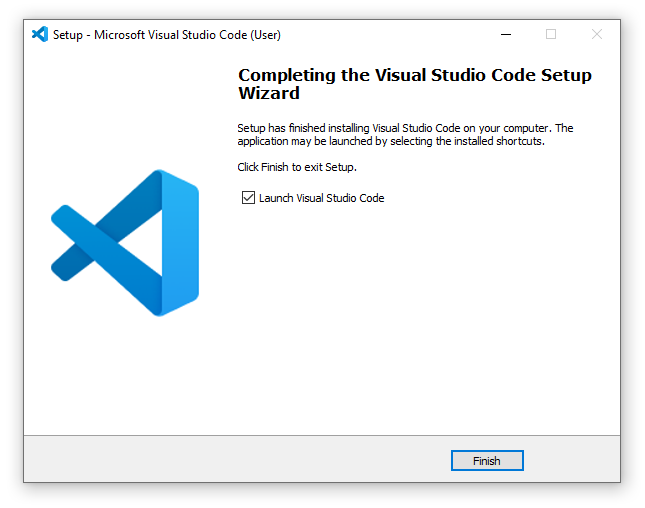 Setup - Microsoft Visual Studio Code (User)
Completing the Visual Studio Code Setup
Wizard
Setup has finished installing Visual Studio Code on your computer. The
application may be launched by selecting the installed shortcuts.
Click Finish to exit Setup.
Launch Visual Studio Code
Finish